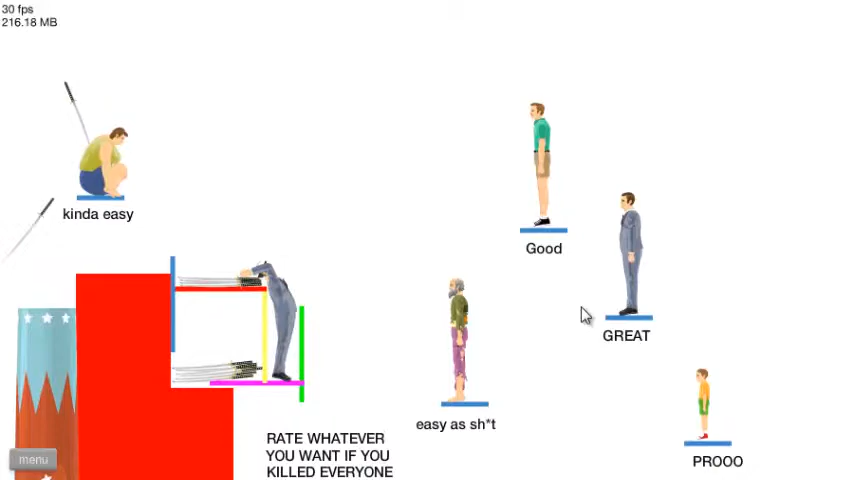 30 fps
216.18 MB
kinda easy
Good
GREAT
easy as sh*t
RATE WHATEVER
YOU WANT IF YOU
KILLED EVERYONE
menu
PROOO